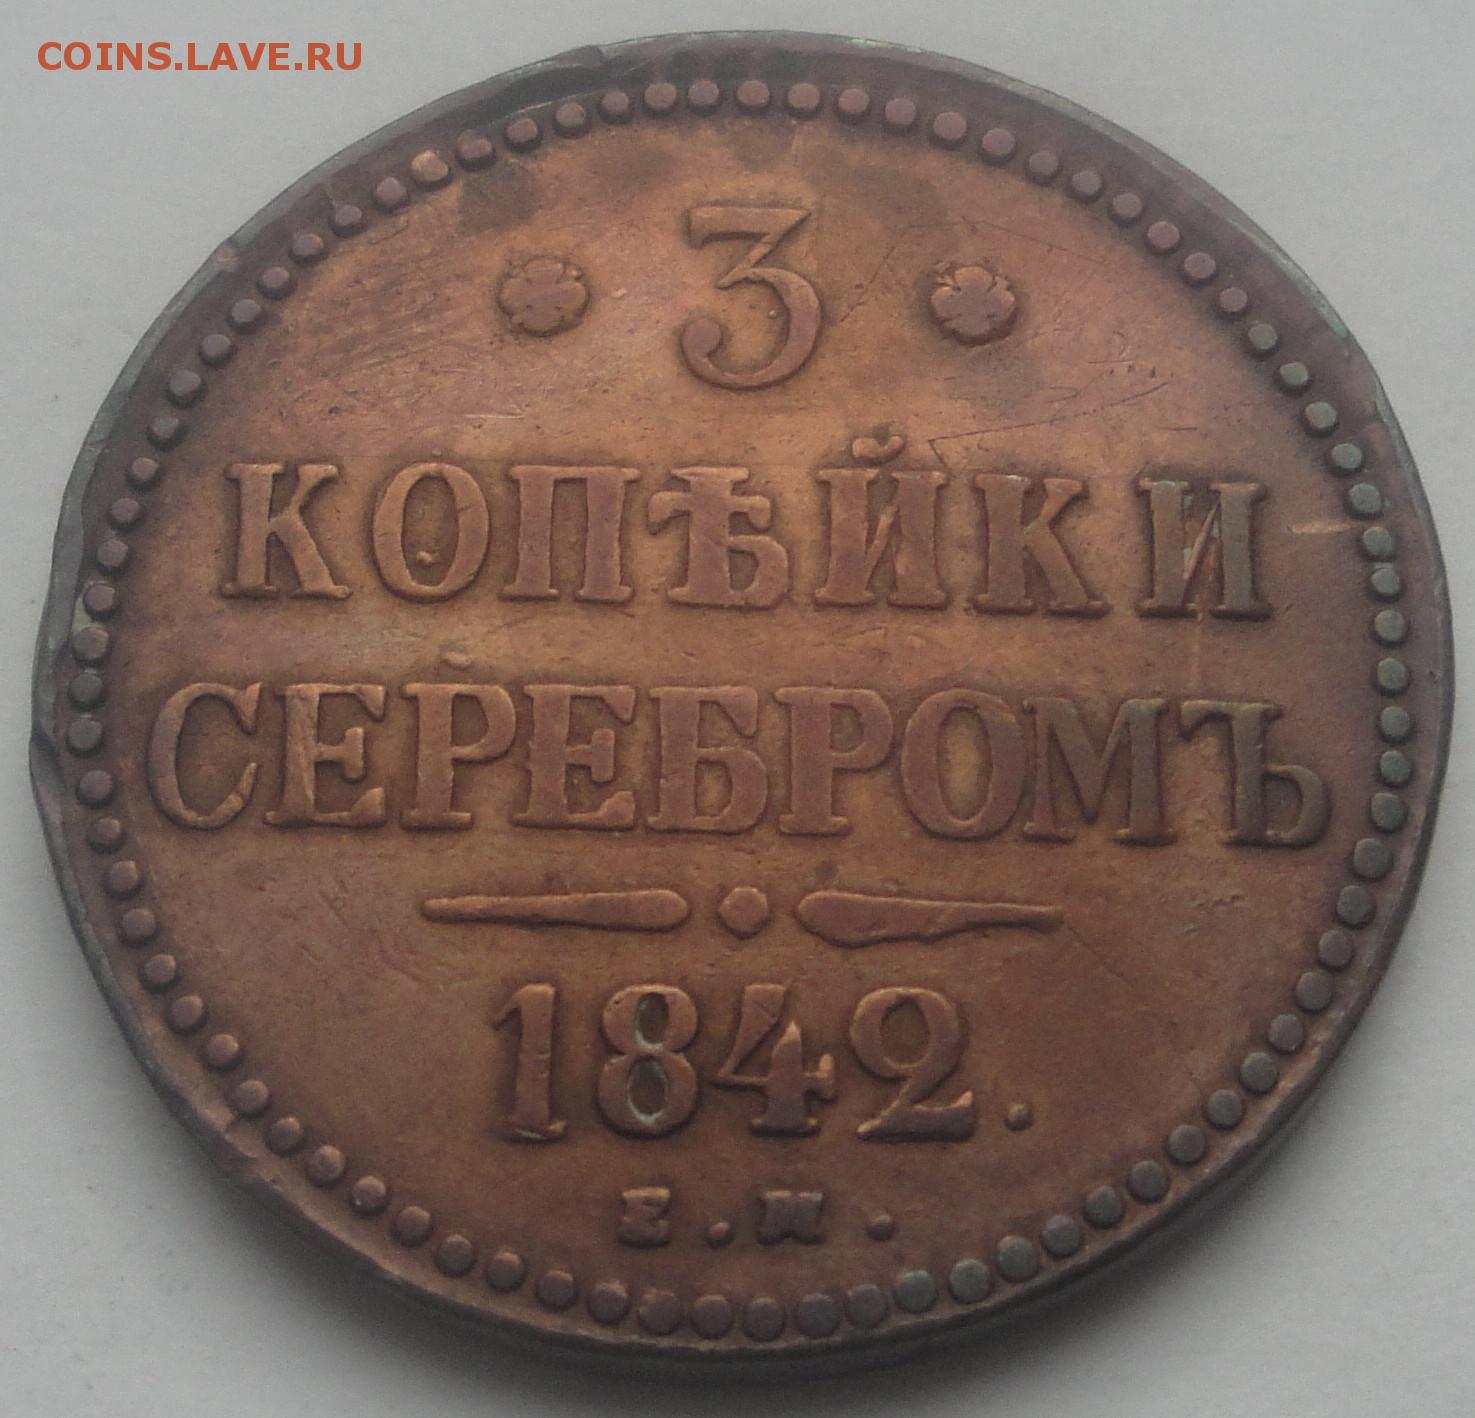 COINS.LAVE.RU
3
КОПѢЙКИ
СЕРЕБРОМЪ
1842.
Е.М.